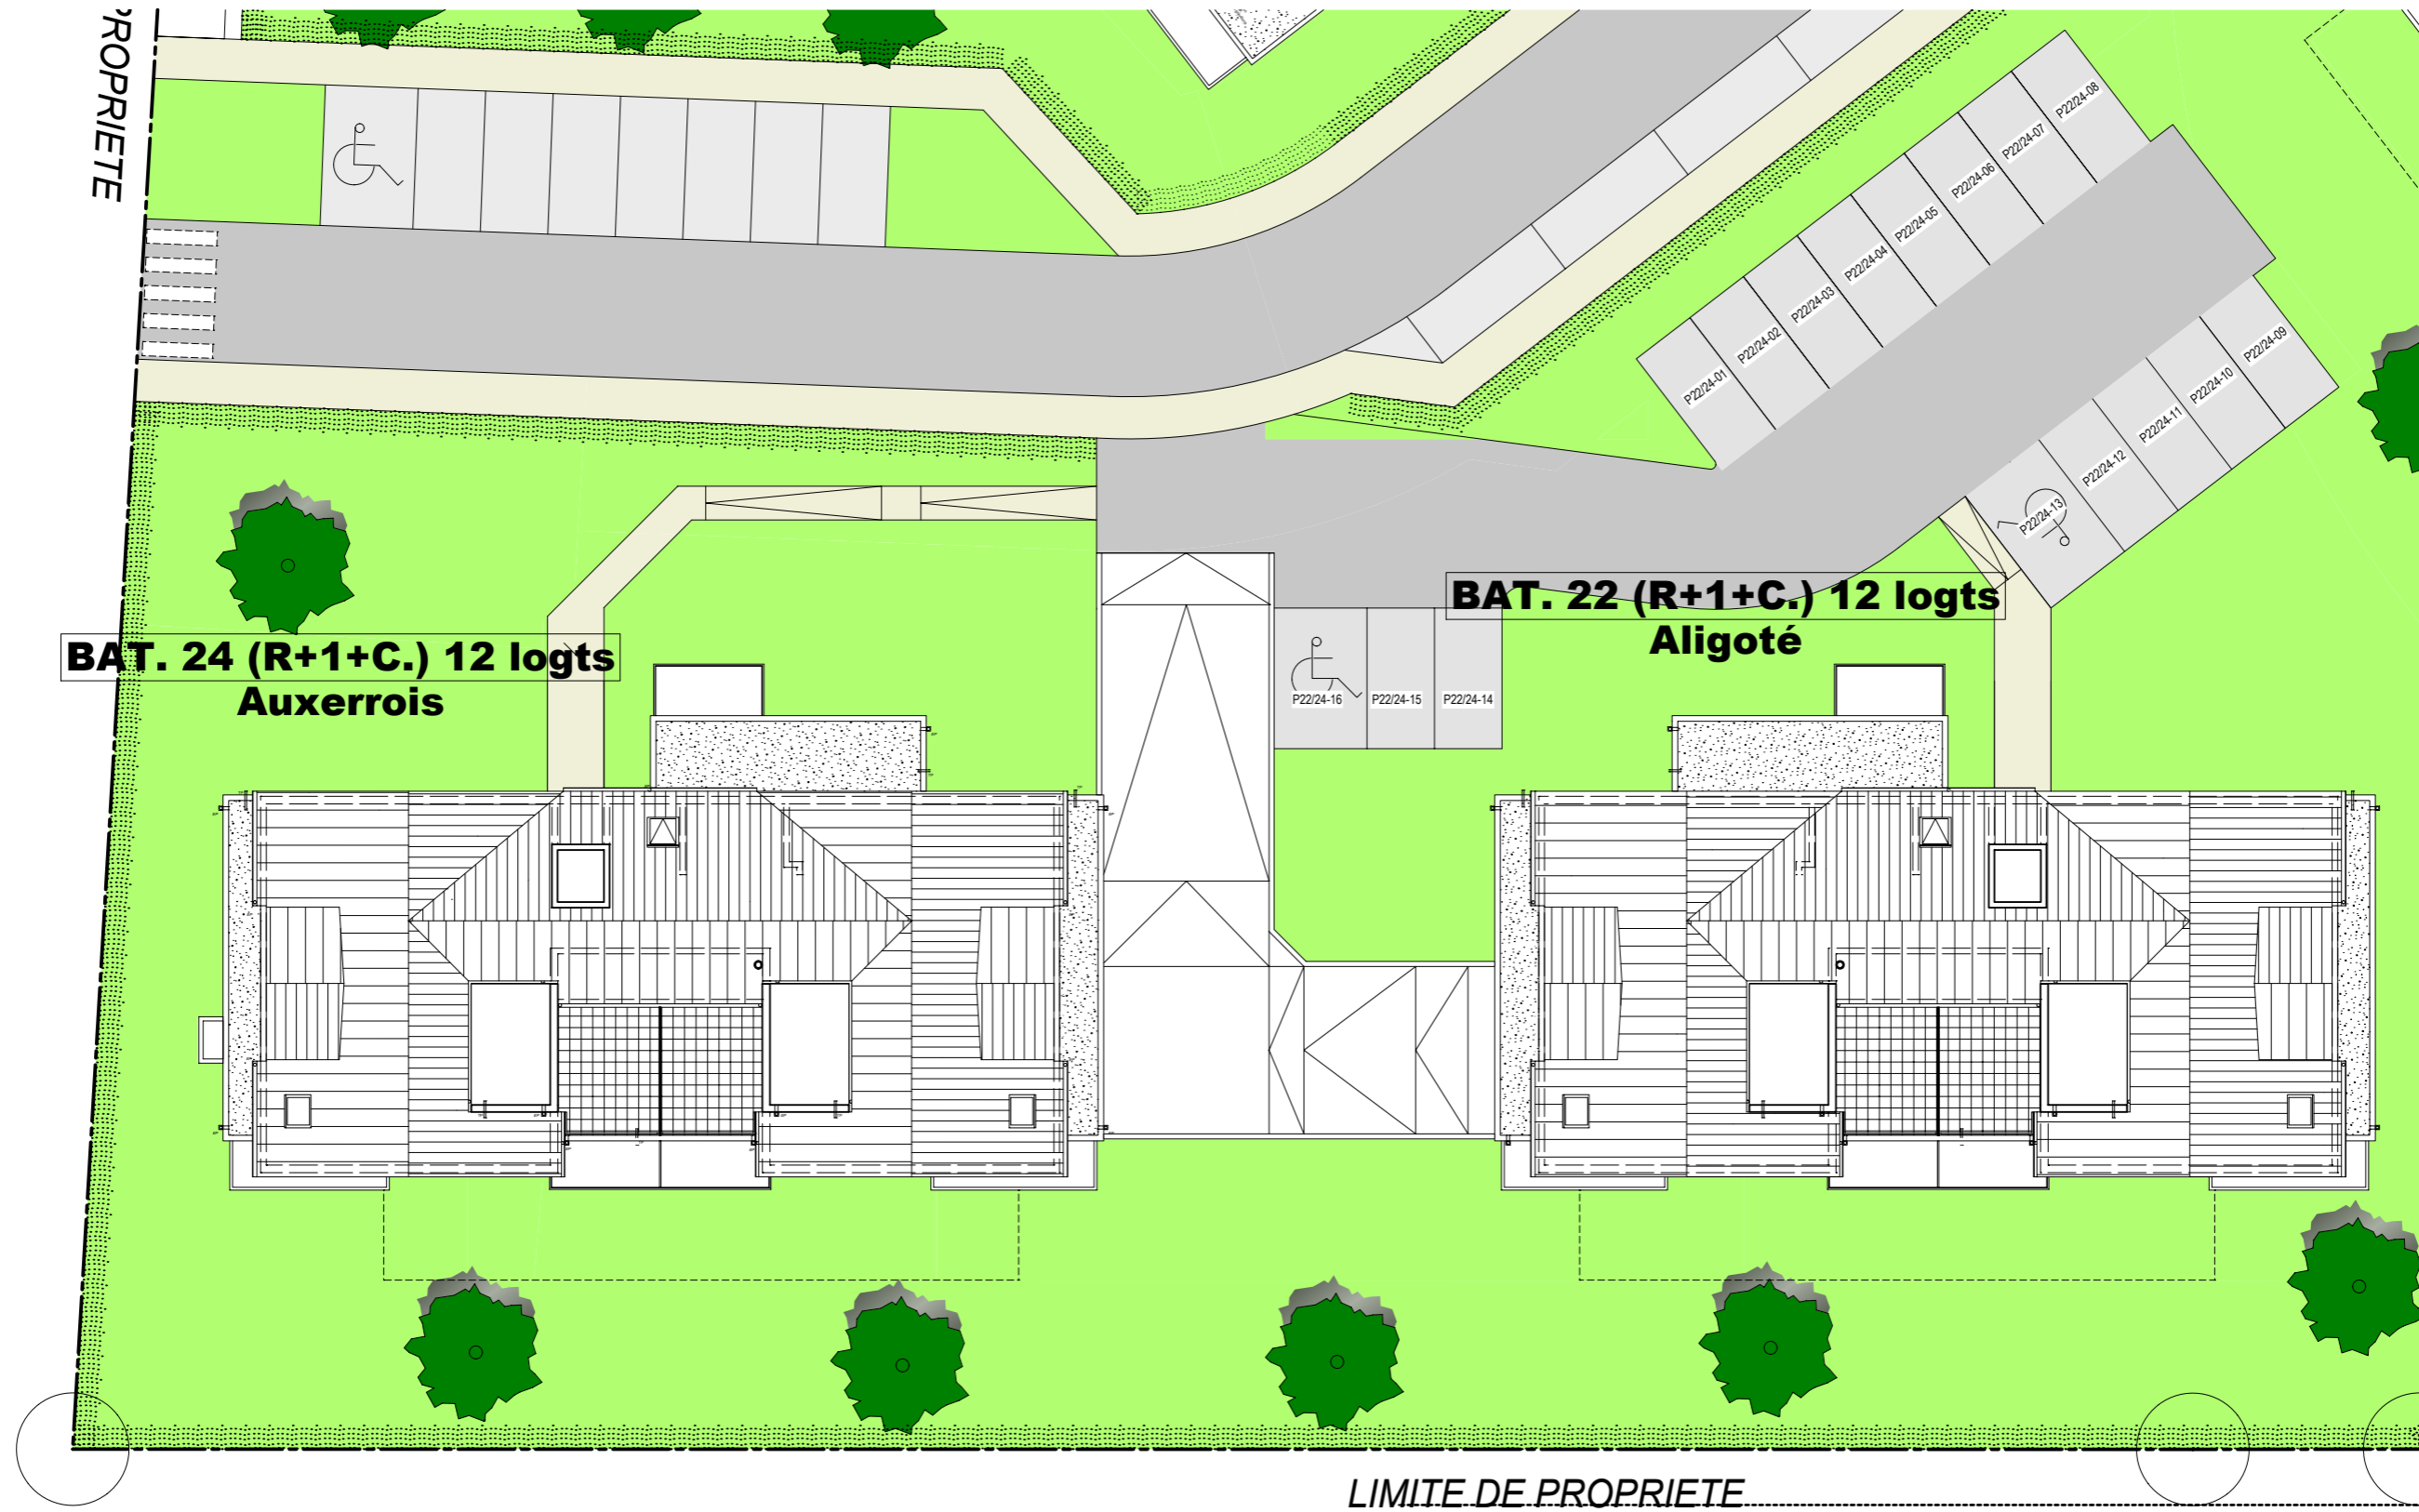 PROPRIETE
P22/24-08
P22/24-07
P22/24-06
P22/24-05
P22/24-04
P22/24-03
P22/24-02
P22/24-01
P22/24-09
P22/24-10
P22/24-11
P22/24-12
P22/24-13
BAT. 22 (R+1+C.) 12 logts
Aligoté
BAT. 24 (R+1+C.) 12 logts
Auxerrois
P22/24-16
P22/24-15
P22/24-14
LIMITE DE PROPRIETE